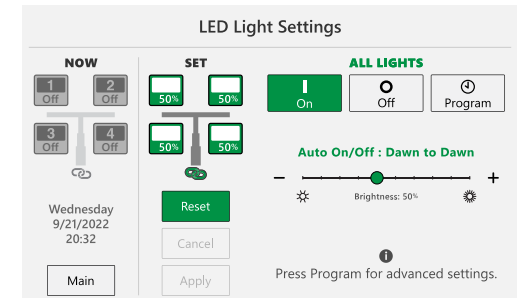 LED Light Settings
NOW
1
Off
2
Off
3
Off
4
Off
Wednesday
9/21/2022
20:32
Main
SET
50%
50%
50%
50%
Reset
Cancel
Apply
ALL LIGHTS
On
Off
Program
Auto On/Off : Dawn to Dawn
Brightness: 50%
Press Program for advanced settings.